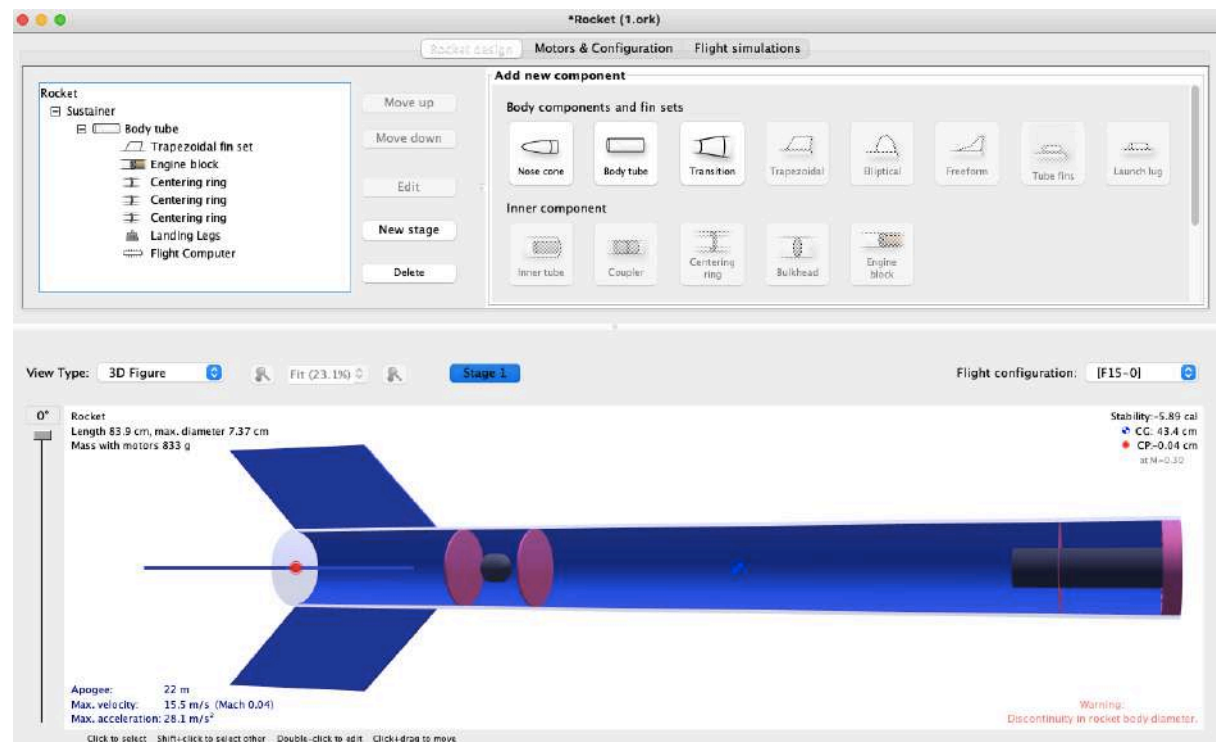 *Rocket (1.ork)
Rocket design Motors & Configuration Flight simulations
Rocket
Sustainer
Body tube
Trapezoidal fin set
Engine block
Centering ring
Centering ring
Centering ring
Landing Legs
Flight Computer
Move up
Move down
Edit
New stage
Delete
Add new component
Body components and fin sets
Nose cone Body tube Transition Trapezoidal Elliptical Freeform Tube fins Launch lug
Inner component
Inner tube Coupler Centering ring Bulkhead Engine block
View Type: 3D Figure Fit (23.1%) Stage 1 Flight configuration: [F15-0]
0°
Rocket
Length 83.9 cm, max. diameter 7.37 cm
Mass with motors 833 g
Stability:-5.89 cal
CG: 43.4 cm
CP:-0.04 cm
at M=0.30
Apogee: 22 m
Max. velocity: 15.5 m/s (Mach 0.04)
Max. acceleration: 28.1 m/s²
Warning:
Discontinuity in rocket body diameter.
Click to select Shift+click to select other Double-click to edit Click+drag to move